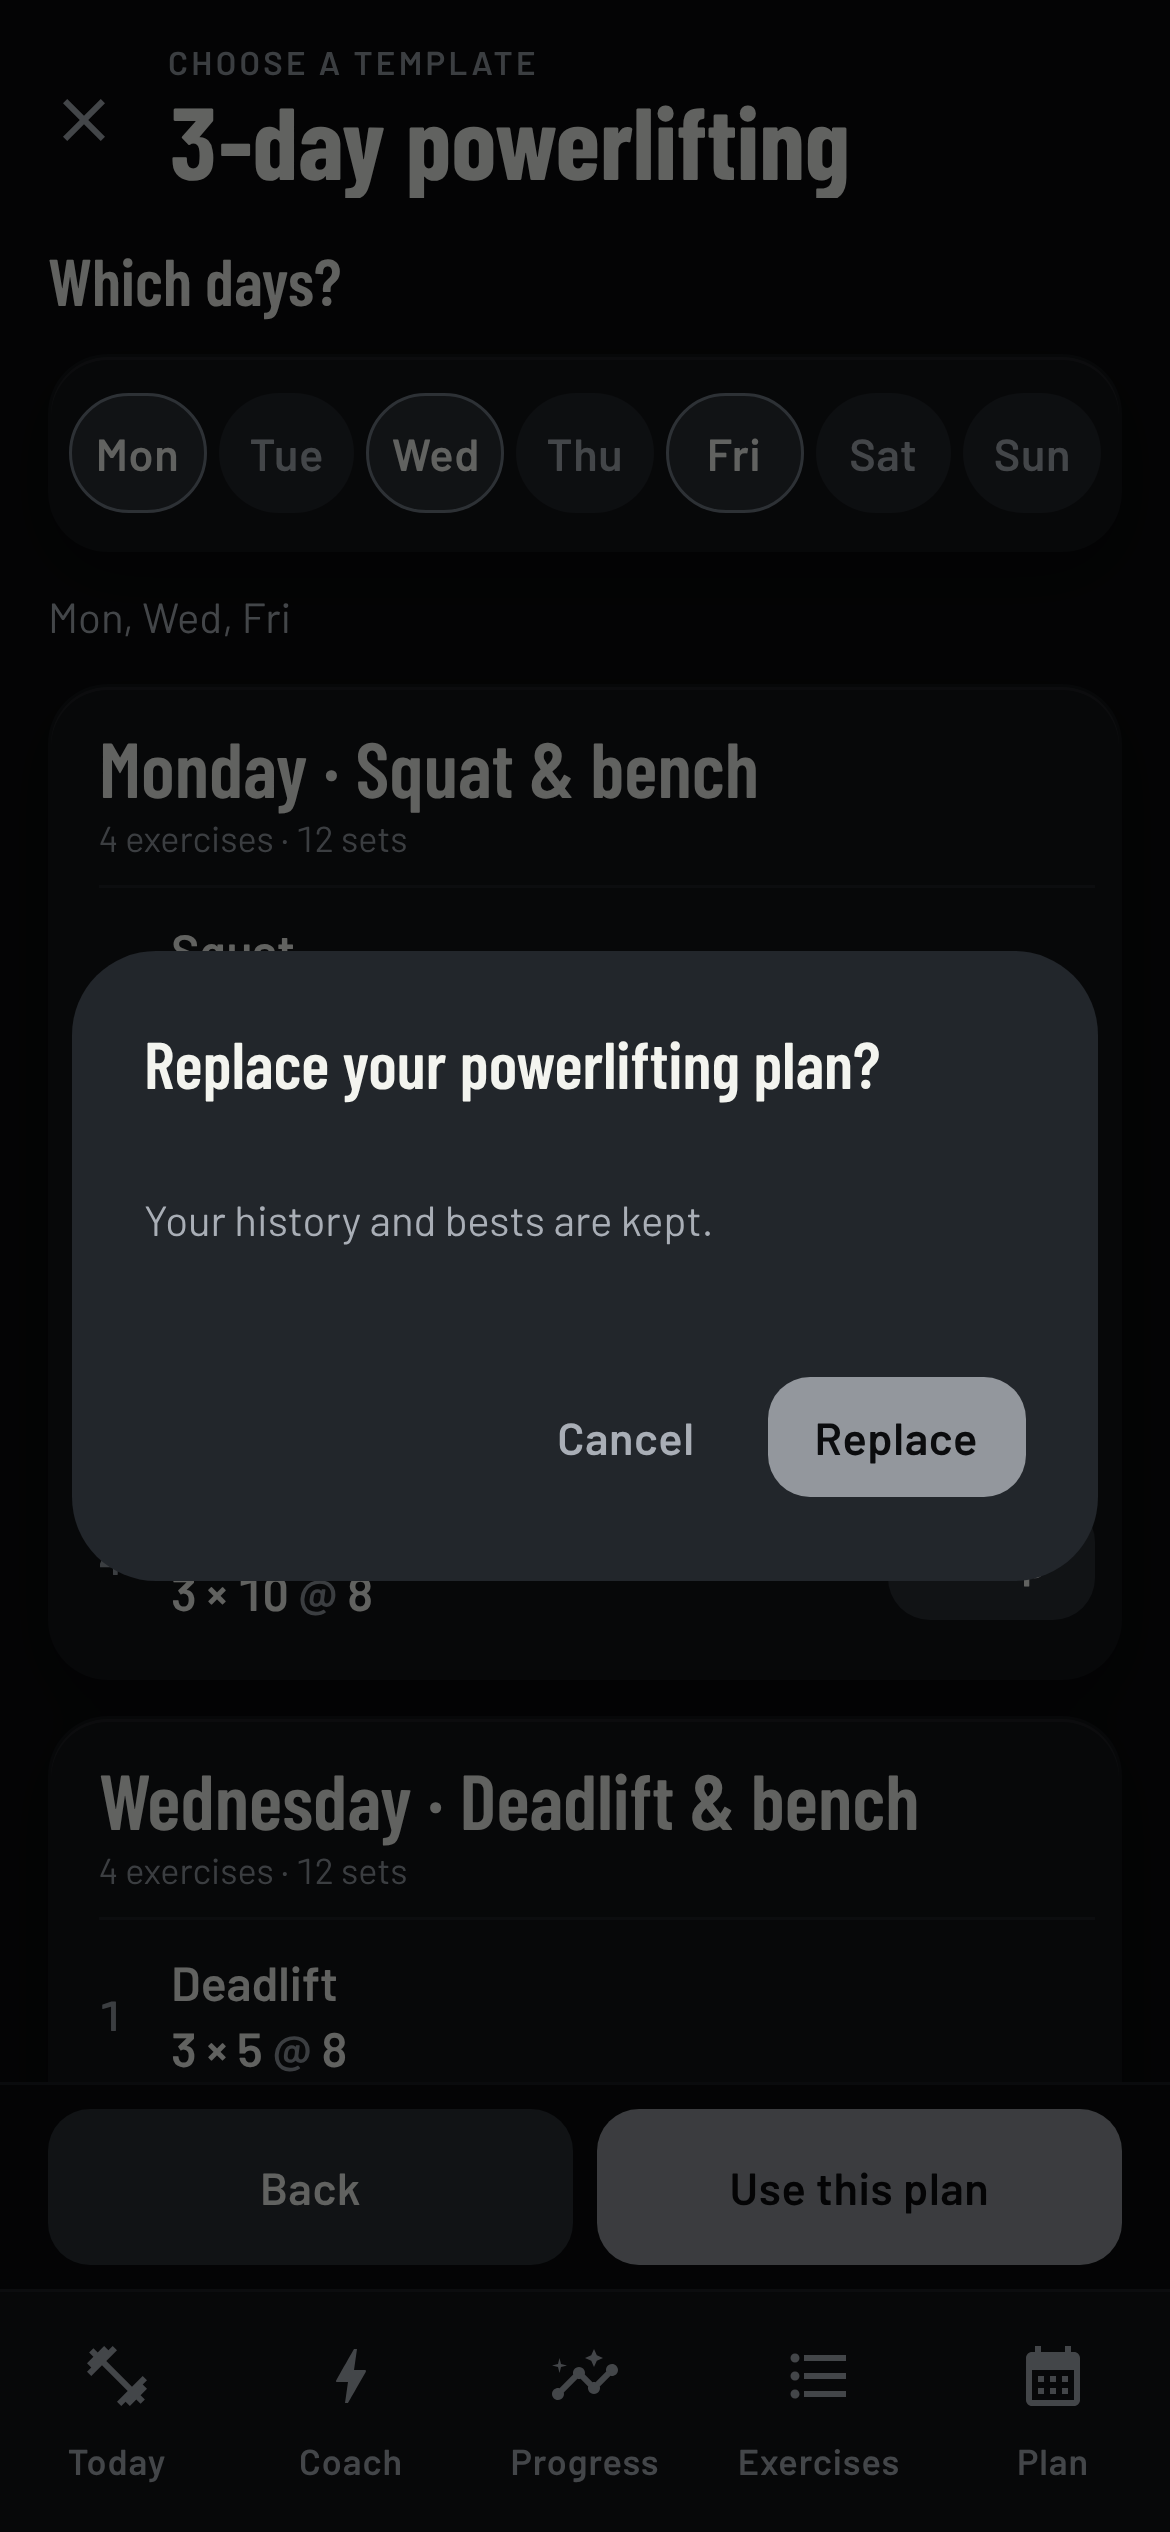 CHOOSE A TEMPLATE
3-day powerlifting
Which days?
Mon Tue Wed Thu Fri Sat Sun
Mon, Wed, Fri
Monday · Squat & bench
4 exercises · 12 sets
Squat
Replace your powerlifting plan?
Your history and bests are kept.
Cancel Replace
3 × 10 @ 8
Wednesday · Deadlift & bench
4 exercises · 12 sets
Deadlift
1
3 × 5 @ 8
Back Use this plan
Today Coach Progress Exercises Plan